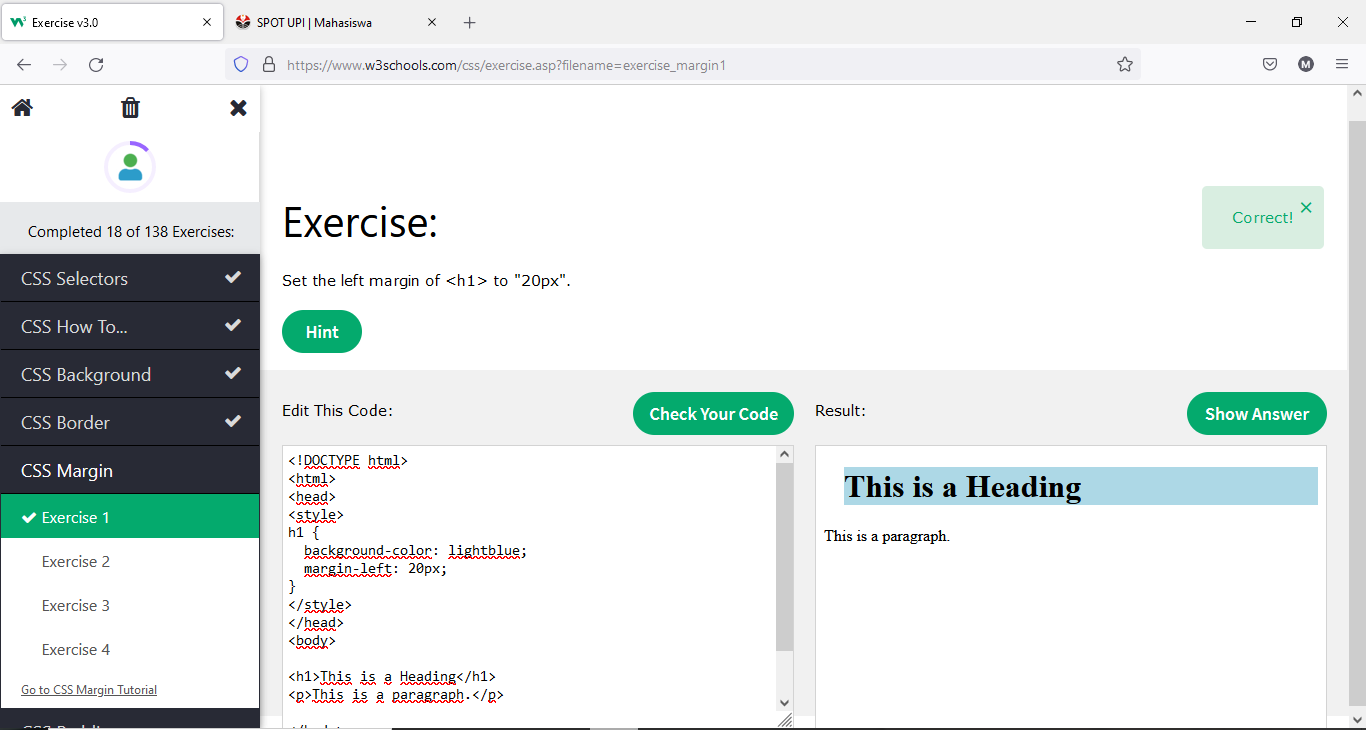 Exercise v3.0
SPOT UPI | Mahasiswa
https://www.w3schools.com/css/exercise.asp?filename=exercise_margin1
M
Completed 18 of 138 Exercises:
CSS Selectors
CSS How To...
CSS Background
CSS Border
CSS Margin
Exercise 1
Exercise 2
Exercise 3
Exercise 4
Go to CSS Margin Tutorial
Exercise:
Correct!
Set the left margin of <h1> to "20px".
Hint
Edit This Code:
Check Your Code
<!DOCTYPE html>
<html>
<head>
<style>
h1 {
  background-color: lightblue;
  margin-left: 20px;
}
</style>
</head>
<body>
<h1>This is a Heading</h1>
<p>This is a paragraph.</p>
Result:
Show Answer
This is a Heading
This is a paragraph.